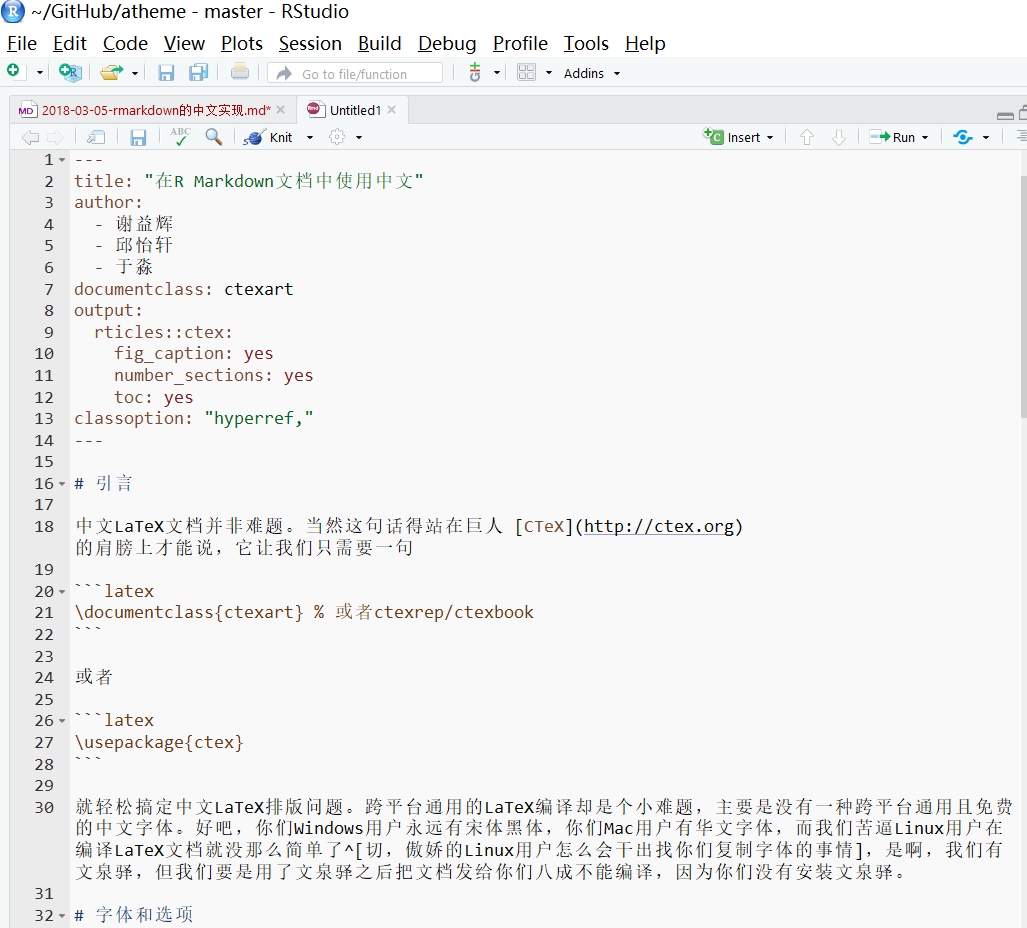 ~/GitHub/atheme - master - RStudio
File Edit Code View Plots Session Build Debug Profile Tools Help
Go to file/function Addins
MD 2018-03-05-rmarkdown的中文实现.md* Untitled1
ABC Knit Insert Run
1 ---
2 title: "在R Markdown文档中使用中文"
3 author:
4 - 谢益辉
5 - 邱怡轩
6 - 于淼
7 documentclass: ctexart
8 output:
9 rticles::ctex:
10 fig_caption: yes
11 number_sections: yes
12 toc: yes
13 classoption: "hyperref,"
14 ---
15
16 # 引言
17
18 中文LaTeX文档并非难题。当然这句话得站在巨人 [CTeX](http://ctex.org)
的肩膀上才能说，它让我们只需要一句
19
20 ```latex
21 \documentclass{ctexart} % 或者ctexrep/ctexbook
22 ```
23
24 或者
25
26 ```latex
27 \usepackage{ctex}
28 ```
29
30 就轻松搞定中文LaTeX排版问题。跨平台通用的LaTeX编译却是个小难题，主要是没有一种跨平台通用且免费
的中文字体。好吧，你们Windows用户永远有宋体黑体，你们Mac用户有华文字体，而我们苦逼Linux用户在
编译LaTeX文档就没那么简单了^[切，傲娇的Linux用户怎么会干出找你们复制字体的事情]，是啊，我们有
文泉驿，但我们要是用了文泉驿之后把文档发给你们八成不能编译，因为你们没有安装文泉驿。
31
32 # 字体和选项